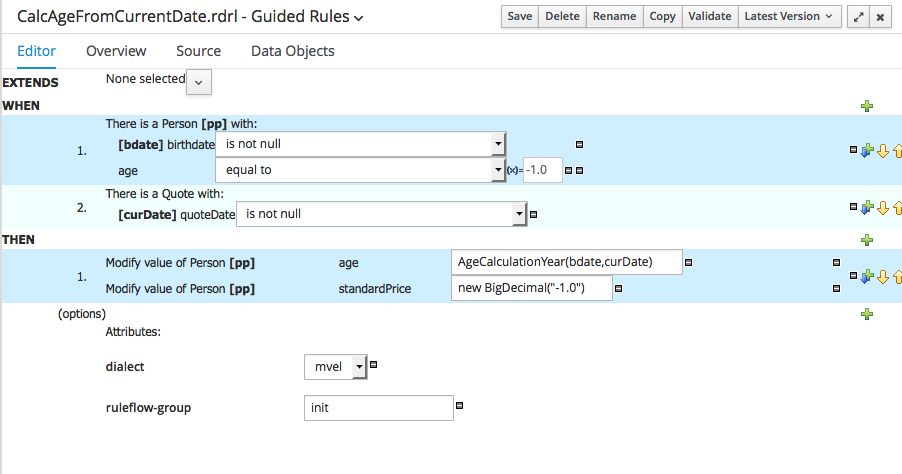 CalcAgeFromCurrentDate.rdrl - Guided Rules
Save Delete Rename Copy Validate Latest Version
Editor Overview Source Data Objects
EXTENDS None selected
WHEN
There is a Person [pp] with:
1.
[bdate] birthdate is not null
age equal to (x)= -1.0
There is a Quote with:
2.
[curDate] quoteDate is not null
THEN
1.
Modify value of Person [pp] age AgeCalculationYear(bdate,curDate)
Modify value of Person [pp] standardPrice new BigDecimal("-1.0")
(options)
Attributes:
dialect mvel
ruleflow-group init